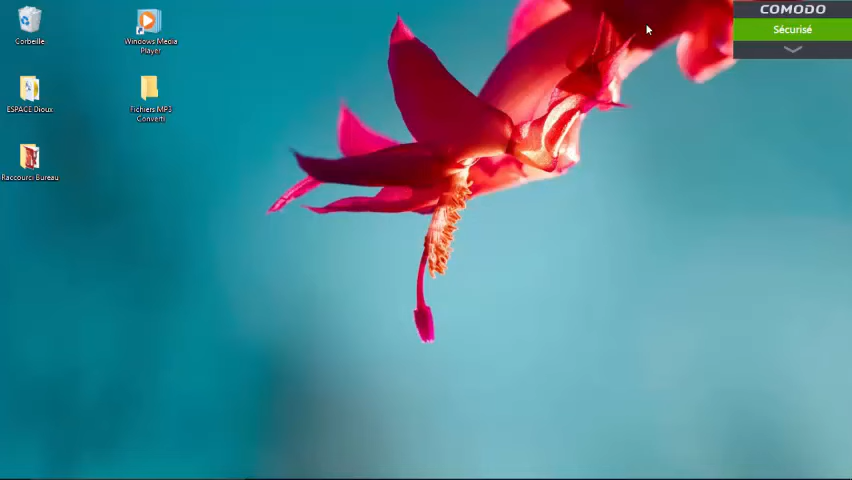 COMODO
Sécurisé
Corbeille
Windows Media
Player
ESPACE Dioux
Fichiers MP3
Convertis
Raccourci Bureau